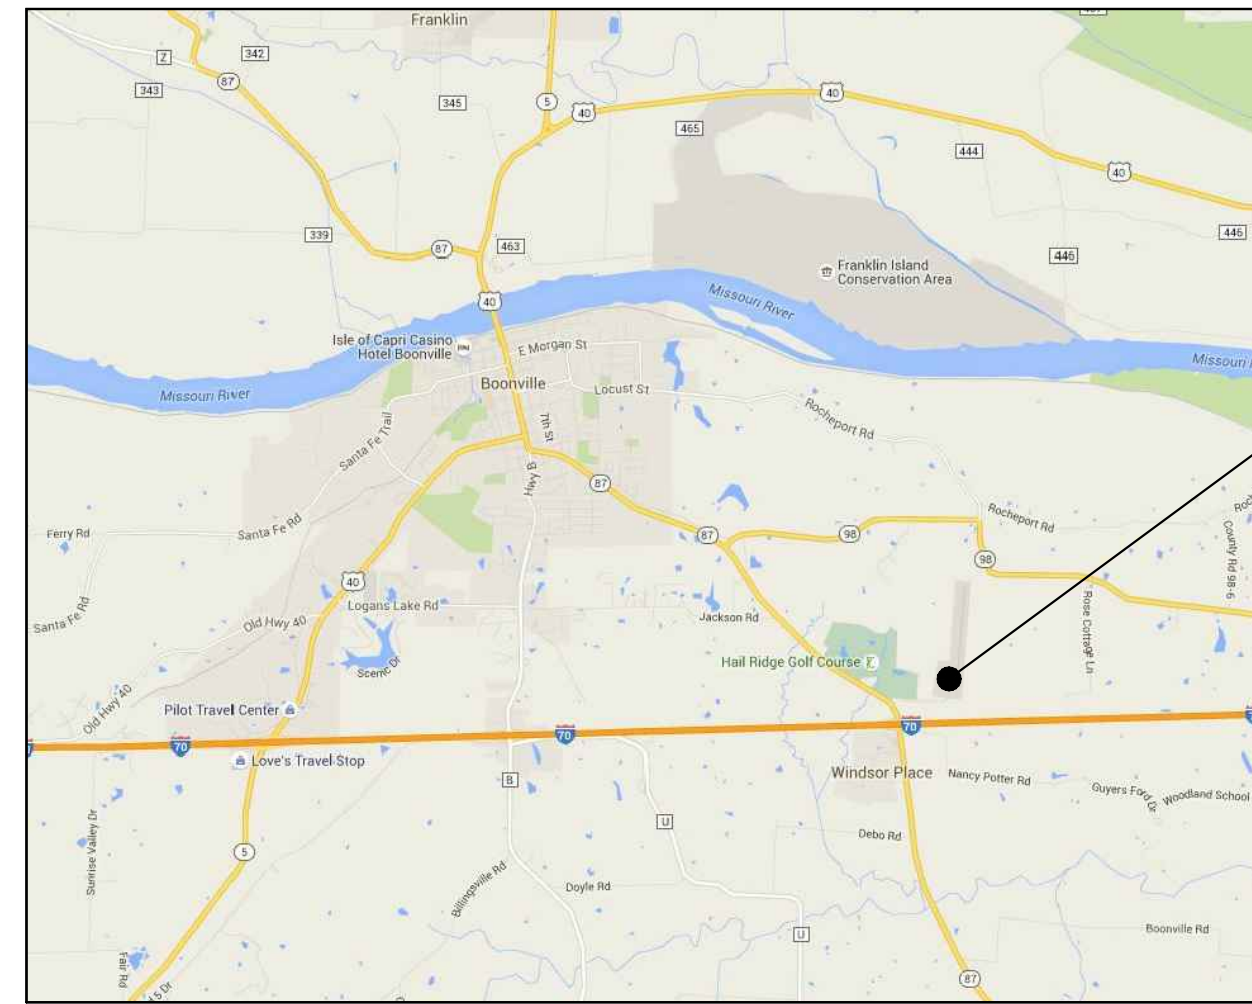 Franklin
Z
342
87
343
345
5
40
40
465
444
40
339
87
463
446
446
Franklin Island
Conservation Area
40
Missouri River
Isle of Capri Casino
Hotel Boonville
E Morgan St
Missouri
Missouri River
Boonville
Locust St
Rocheport Rd
7th St
Santa Fe Trail
Hwy B
87
Rocheport Rd
Ferry Rd
Santa Fe Rd
87
98
County Rd 98-6
98
40
Logans Lake Rd
Jackson Rd
Rose Cottage Ln
Santa Fe Rd
Old Hwy 40
Scenic Dr
Hail Ridge Golf Course
Old Hwy 40
Pilot Travel Center
70
70
70
Love's Travel Stop
Windsor Place
Nancy Potter Rd
B
Guyers Ford Dr
Woodland School
U
Debo Rd
Sunrise Valley Dr
5
Billingsville Rd
Doyle Rd
U
Boonville Rd
Fair Rd
5 Dr
87